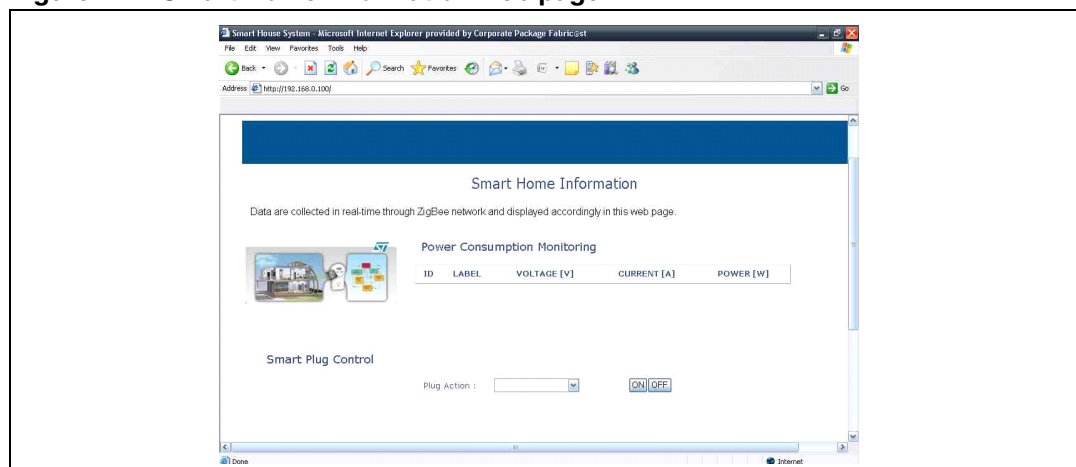 Smart House System - Microsoft Internet Explorer provided by Corporate Package Fabric@st
File Edit View Favorites Tools Help
Back Search Favorites
Address http://192.168.0.100/ Go
Smart Home Information
Data are collected in real-time through ZigBee network and displayed accordingly in this web page.
ST
Power Consumption Monitoring
ID LABEL VOLTAGE [V] CURRENT [A] POWER [W]
Smart Plug Control
Plug Action : ON OFF
Done Internet